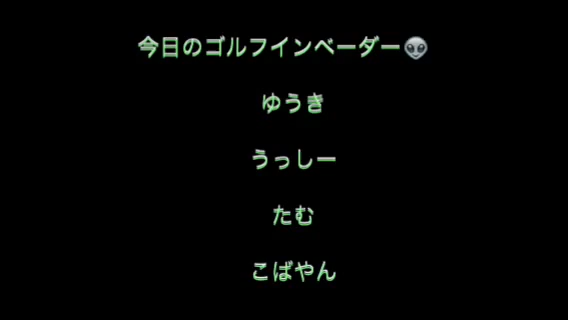 今日のゴルフインベーダー👽
ゆうき
うっしー
たむ
こばやん